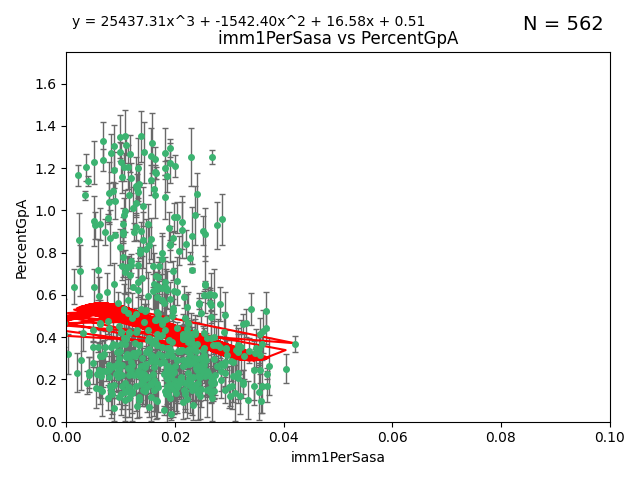 y = 25437.31x^3 + -1542.40x^2 + 16.58x + 0.51
N = 562
imm1PerSasa vs PercentGpA
1.6
1.4
1.2
1.0
0.8
0.6
0.4
0.2
0.0
PercentGpA
0.00 0.02 0.04 0.06 0.08 0.10
imm1PerSasa